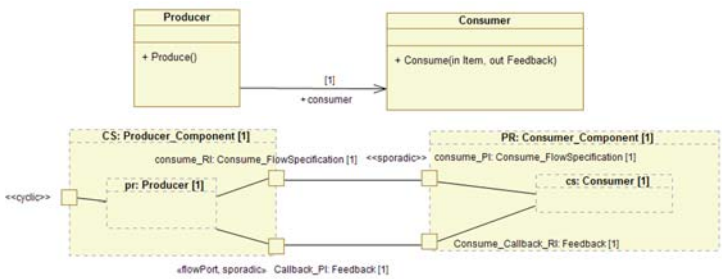 Producer
Consumer
+ Produce()
+ Consume(in Item, out Feedback)
[1]
+ consumer
CS: Producer_Component [1]
PR: Consumer_Component [1]
consume_RI: Consume_FlowSpecification [1]
<<sporadic>>
consume_PI: Consume_FlowSpecification [1]
pr: Producer [1]
cs: Consumer [1]
<<cyclic>>
Consume_Callback_RI: Feedback [1]
«flowPort, sporadic» Callback_PI: Feedback [1]